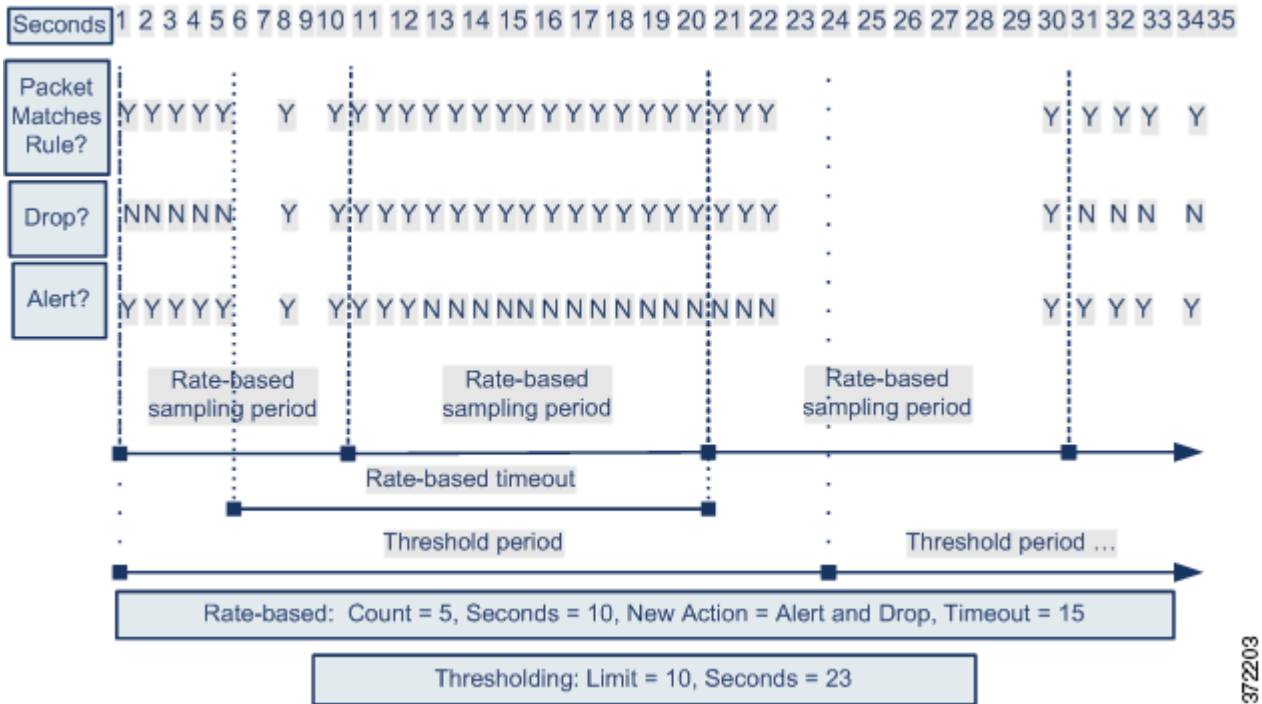 Seconds 1 2 3 4 5 6 7 8 9 10 11 12 13 14 15 16 17 18 19 20 21 22 23 24 25 26 27 28 29 30 31 32 33 34 35
Packet
Matches
Rule?
Y Y Y Y Y Y Y Y Y Y Y Y Y Y Y Y Y Y Y Y Y Y Y Y Y Y Y Y Y Y
Drop?
N N N N N Y Y Y Y Y Y Y Y Y Y Y Y Y Y Y Y Y Y Y Y Y N N N N
Alert?
Y Y Y Y Y Y Y Y Y Y N N N N N N N N N N N N N N N Y Y Y Y Y
Rate-based
sampling period
Rate-based
sampling period
Rate-based
sampling period
Rate-based timeout
Threshold period
Threshold period ...
Rate-based: Count = 5, Seconds = 10, New Action = Alert and Drop, Timeout = 15
Thresholding: Limit = 10, Seconds = 23
372203